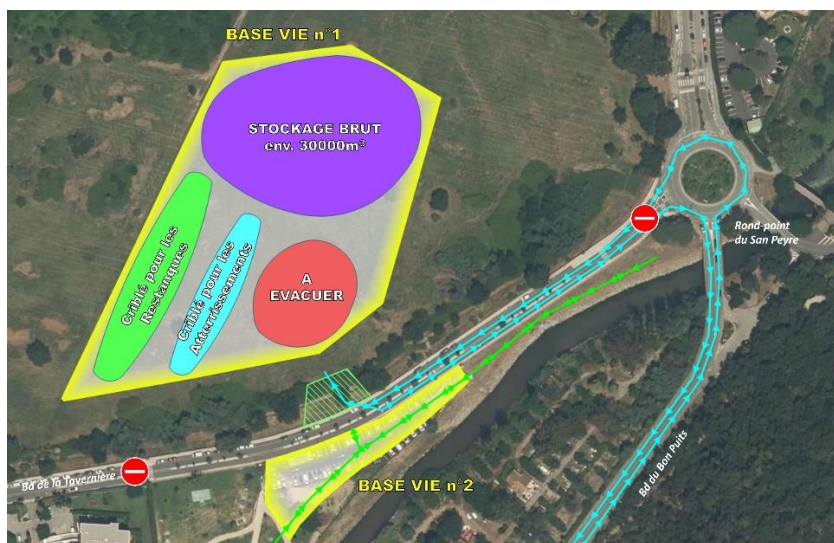 BASE VIE n°1
STOCKAGE BRUT
env. 30000m³
Criblé pour les
Restanques
Criblé pour les
Atterrissements
A
EVACUER
Rond-point
du San Peyre
Bd du Bon Puits
Bd de la Tavernière
BASE VIE n°2